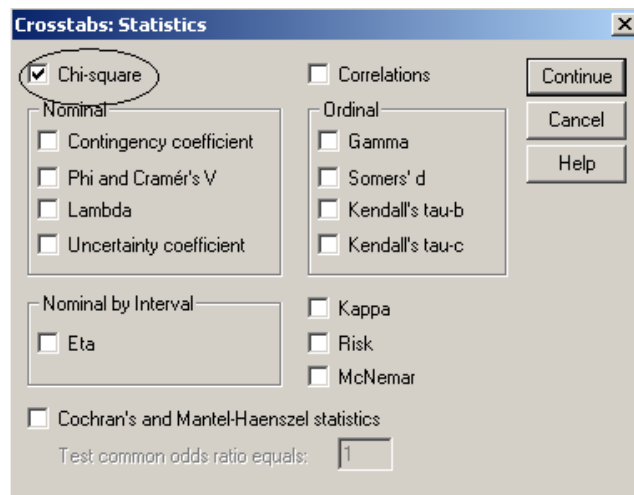 Crosstabs: Statistics
Chi-square
Correlations
Continue
Nominal
Ordinal
Cancel
Contingency coefficient
Gamma
Help
Phi and Cramér's V
Somers' d
Lambda
Kendall's tau-b
Uncertainty coefficient
Kendall's tau-c
Nominal by Interval
Kappa
Eta
Risk
McNemar
Cochran's and Mantel-Haenszel statistics
Test common odds ratio equals: 1